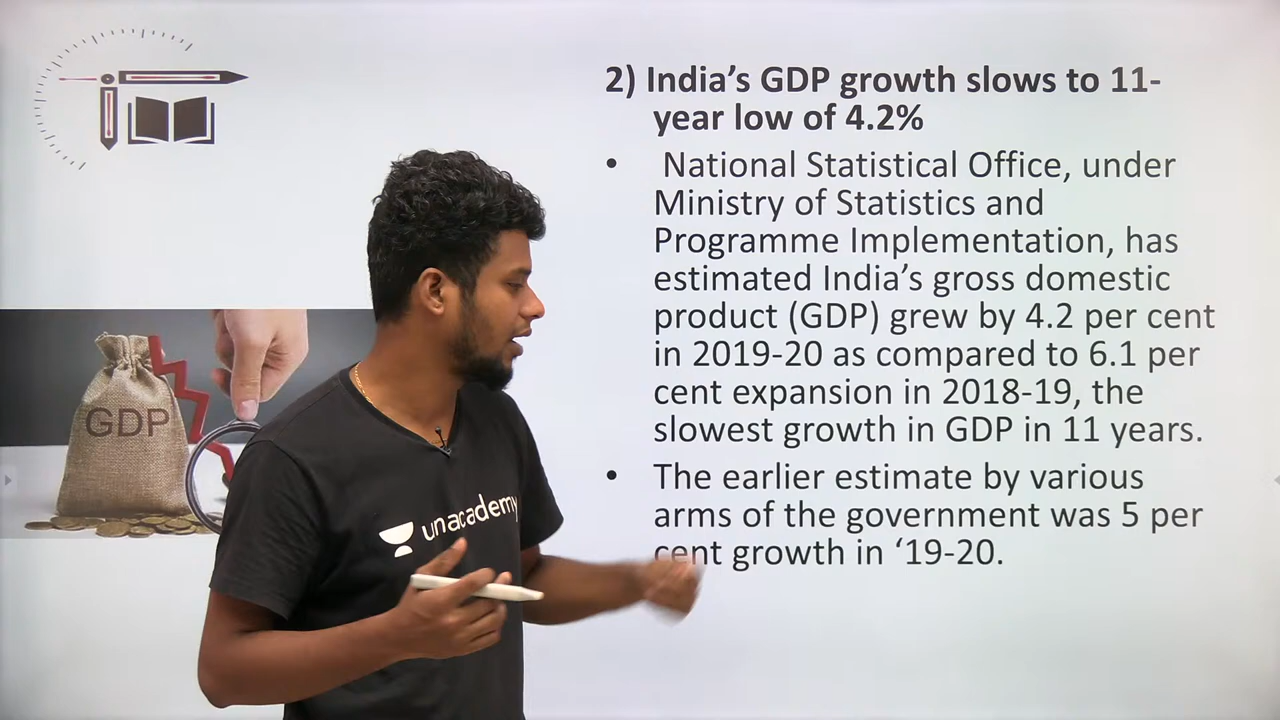 2) India’s GDP growth slows to 11-
year low of 4.2%
• National Statistical Office, under
Ministry of Statistics and
Programme Implementation, has
estimated India’s gross domestic
product (GDP) grew by 4.2 per cent
in 2019-20 as compared to 6.1 per
cent expansion in 2018-19, the
slowest growth in GDP in 11 years.
• The earlier estimate by various
arms of the government was 5 per
cent growth in ‘19-20.
GDP
unacademy